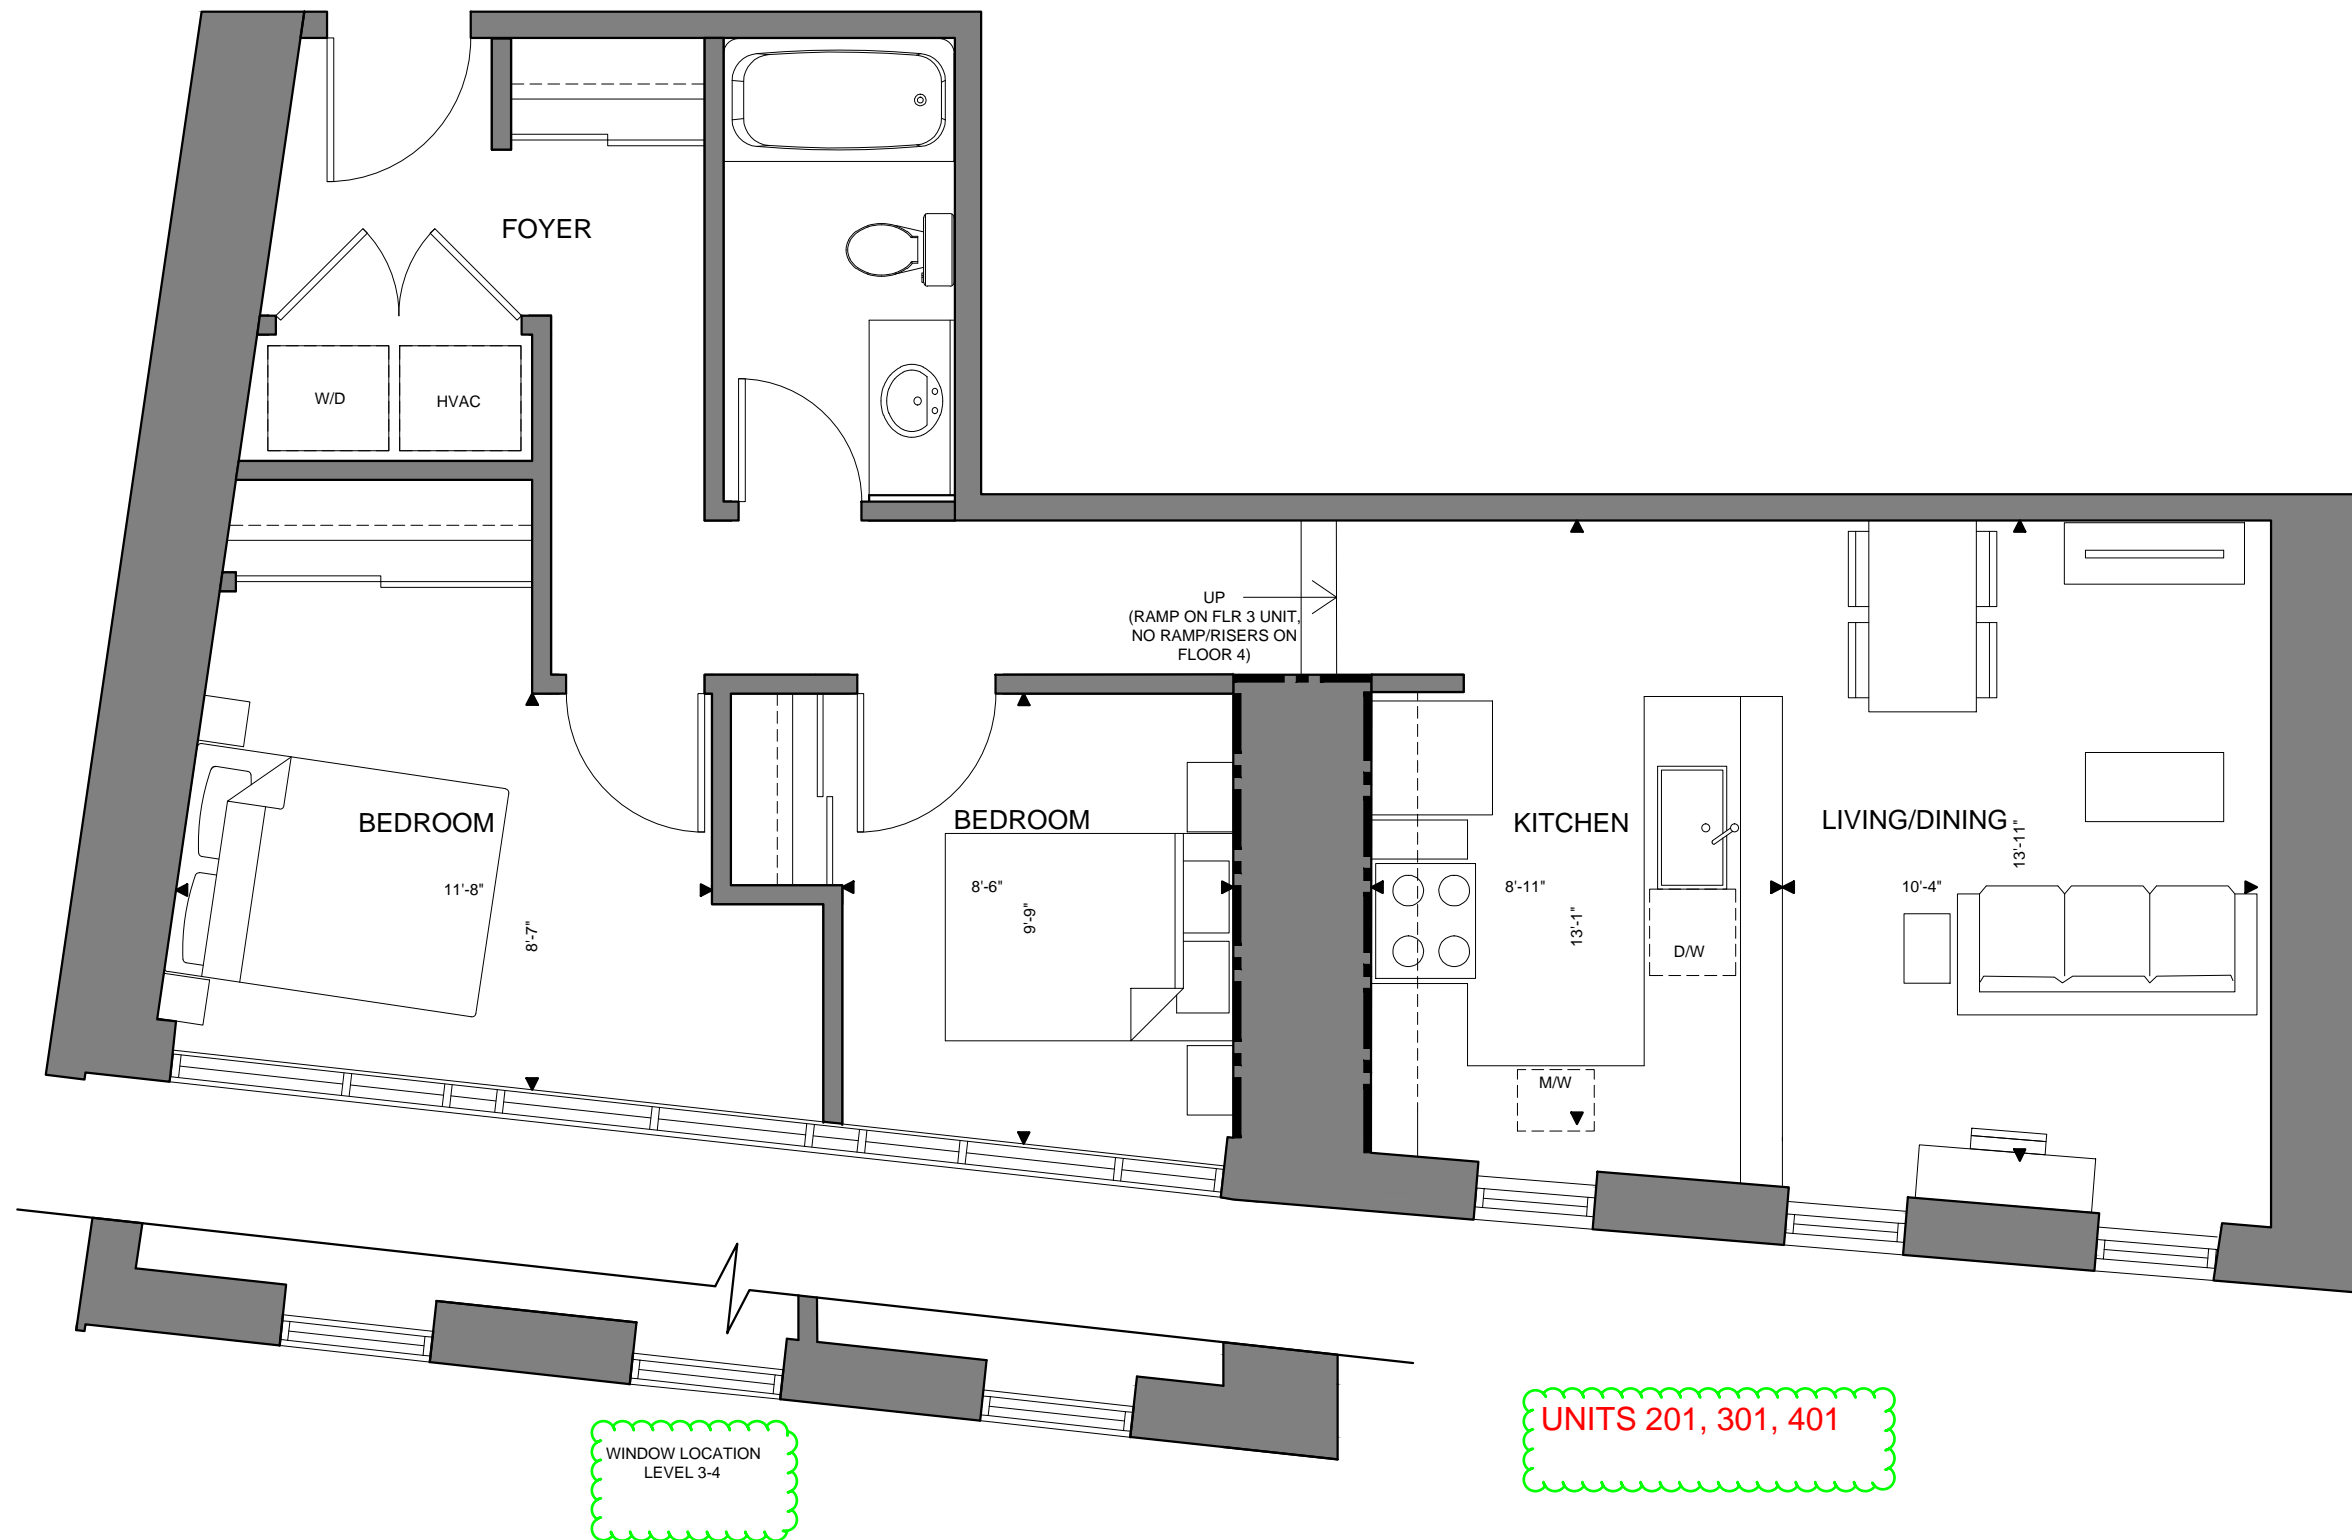 FOYER
W/D
HVAC
UP
(RAMP ON FLR 3 UNIT,
NO RAMP/RISERS ON
FLOOR 4)
BEDROOM
11'-8"
8'-7"
BEDROOM
8'-6"
9'-9"
KITCHEN
8'-11"
13'-1"
D/W
M/W
LIVING/DINING
13'-11"
10'-4"
WINDOW LOCATION
LEVEL 3-4
UNITS 201, 301, 401